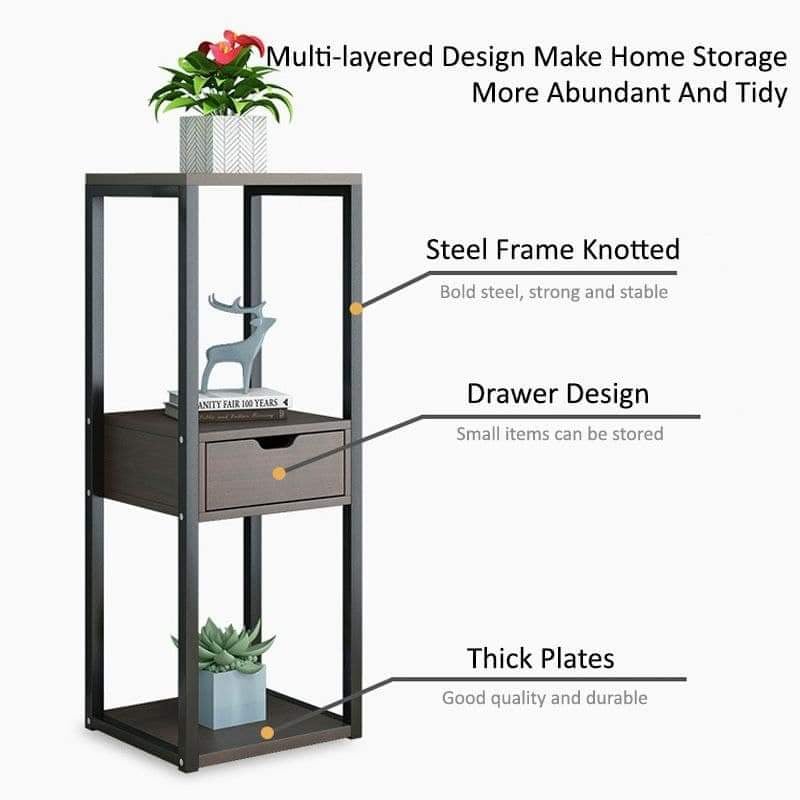 Multi-layered Design Make Home Storage
More Abundant And Tidy
Steel Frame Knotted
Bold steel, strong and stable
Drawer Design
Small items can be stored
ANITY FAIR 100 YEARS
Thick Plates
Good quality and durable